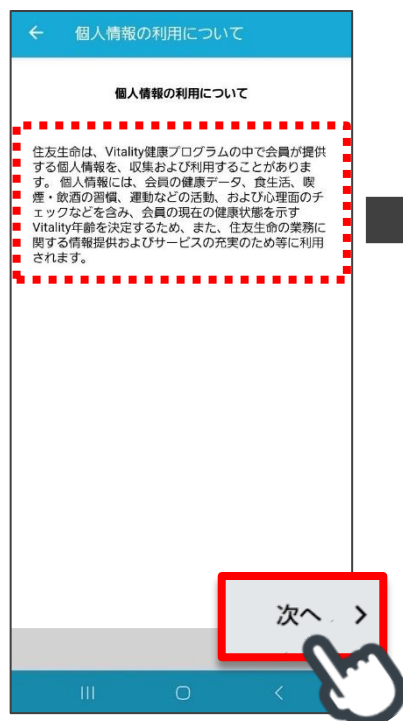 個人情報の利用について
個人情報の利用について
住友生命は、Vitality健康プログラムの中で会員が提供
する個人情報を、収集および利用することがありま
す。 個人情報には、会員の健康データ、食生活、喫
煙・飲酒の習慣、運動などの活動、および心理面のチ
ェックなどを含み、会員の現在の健康状態を示す
Vitality年齢を決定するため、また、住友生命の業務に
関する情報提供およびサービスの充実のため等に利用
されます。
次へ